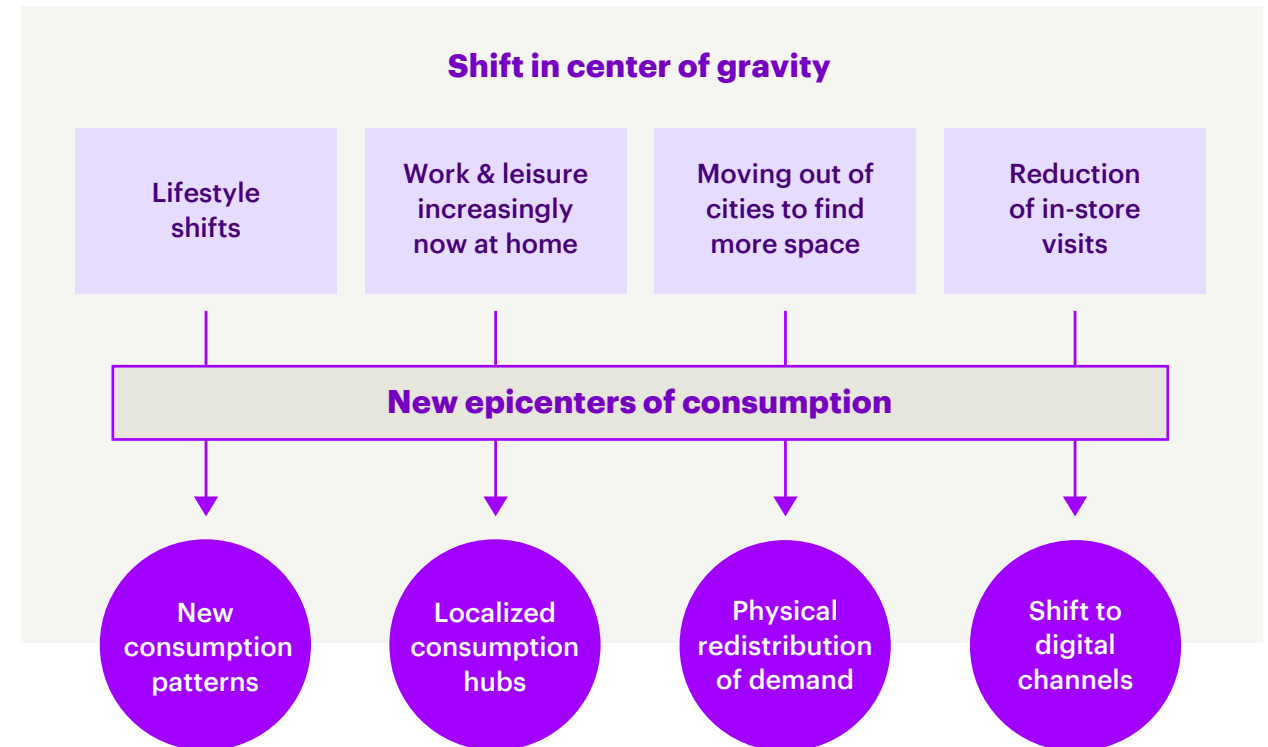 Shift in center of gravity
Lifestyle
shifts
Work & leisure
increasingly
now at home
Moving out of
cities to find
more space
Reduction
of in-store
visits
New epicenters of consumption
New
consumption
patterns
Localized
consumption
hubs
Physical
redistribution
of demand
Shift to
digital
channels